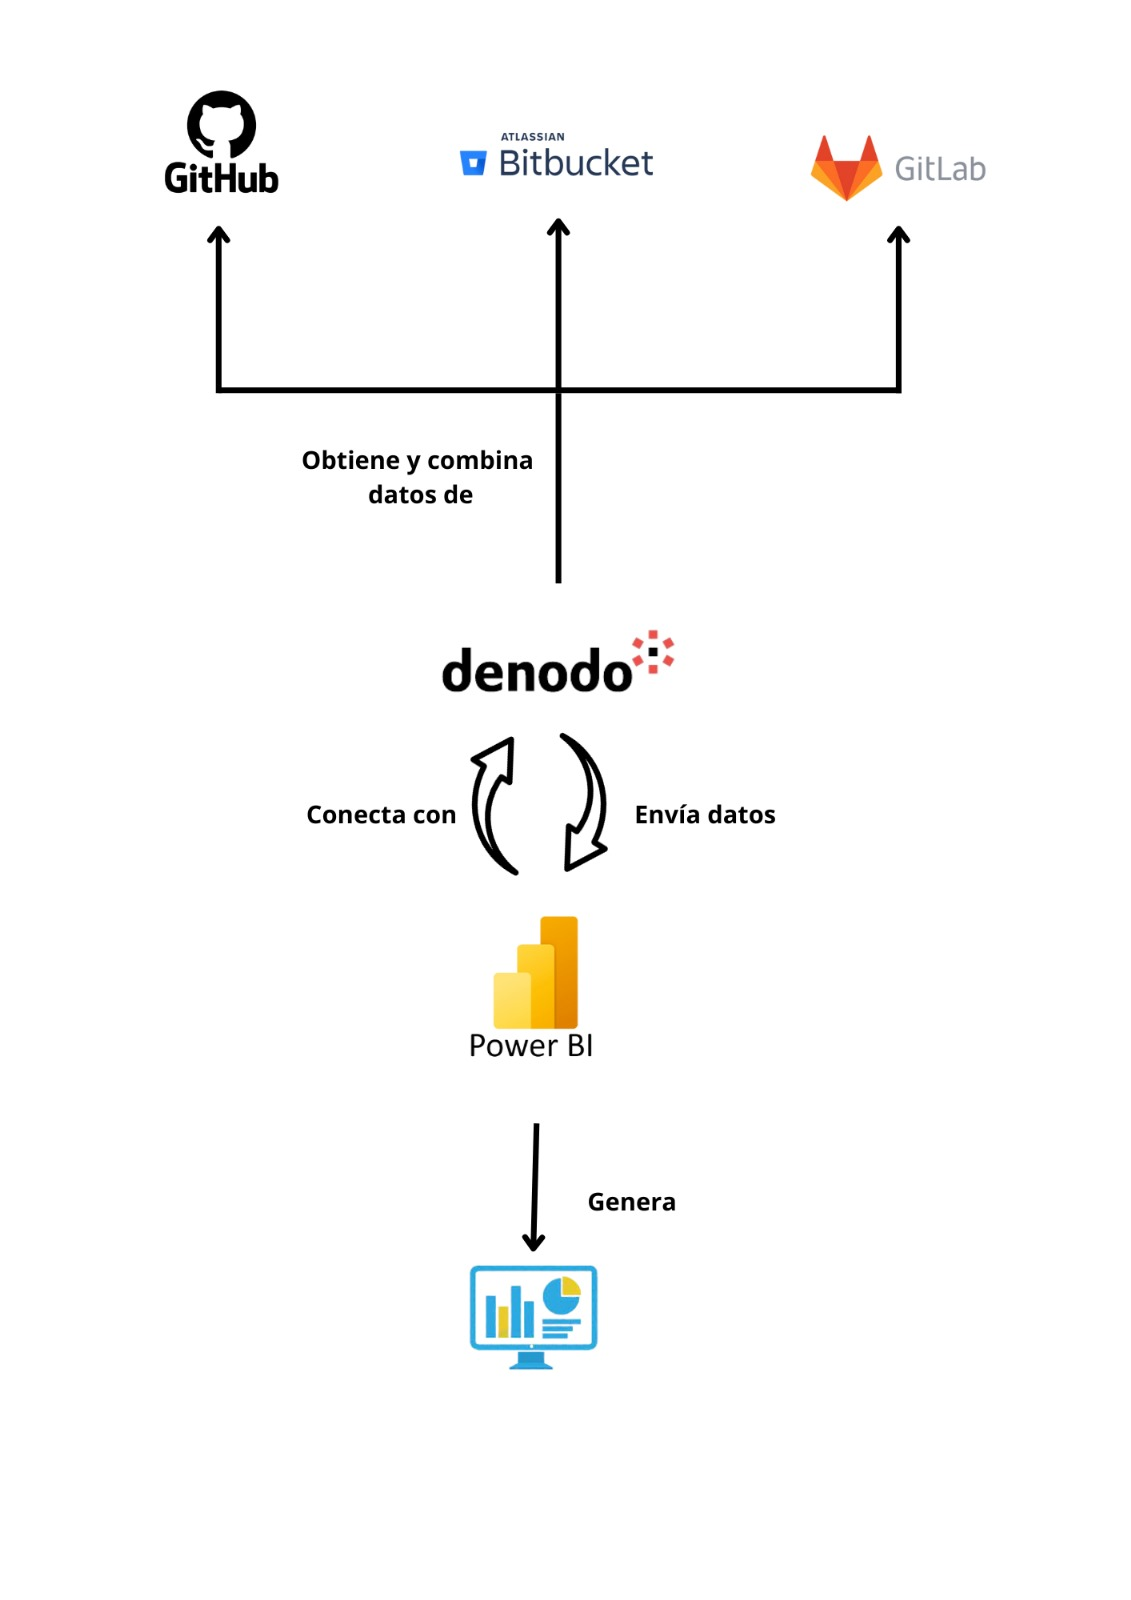 GitHub
ATLASSIAN
Bitbucket
GitLab
Obtiene y combina
datos de
denodo
Conecta con
Envía datos
Power BI
Genera